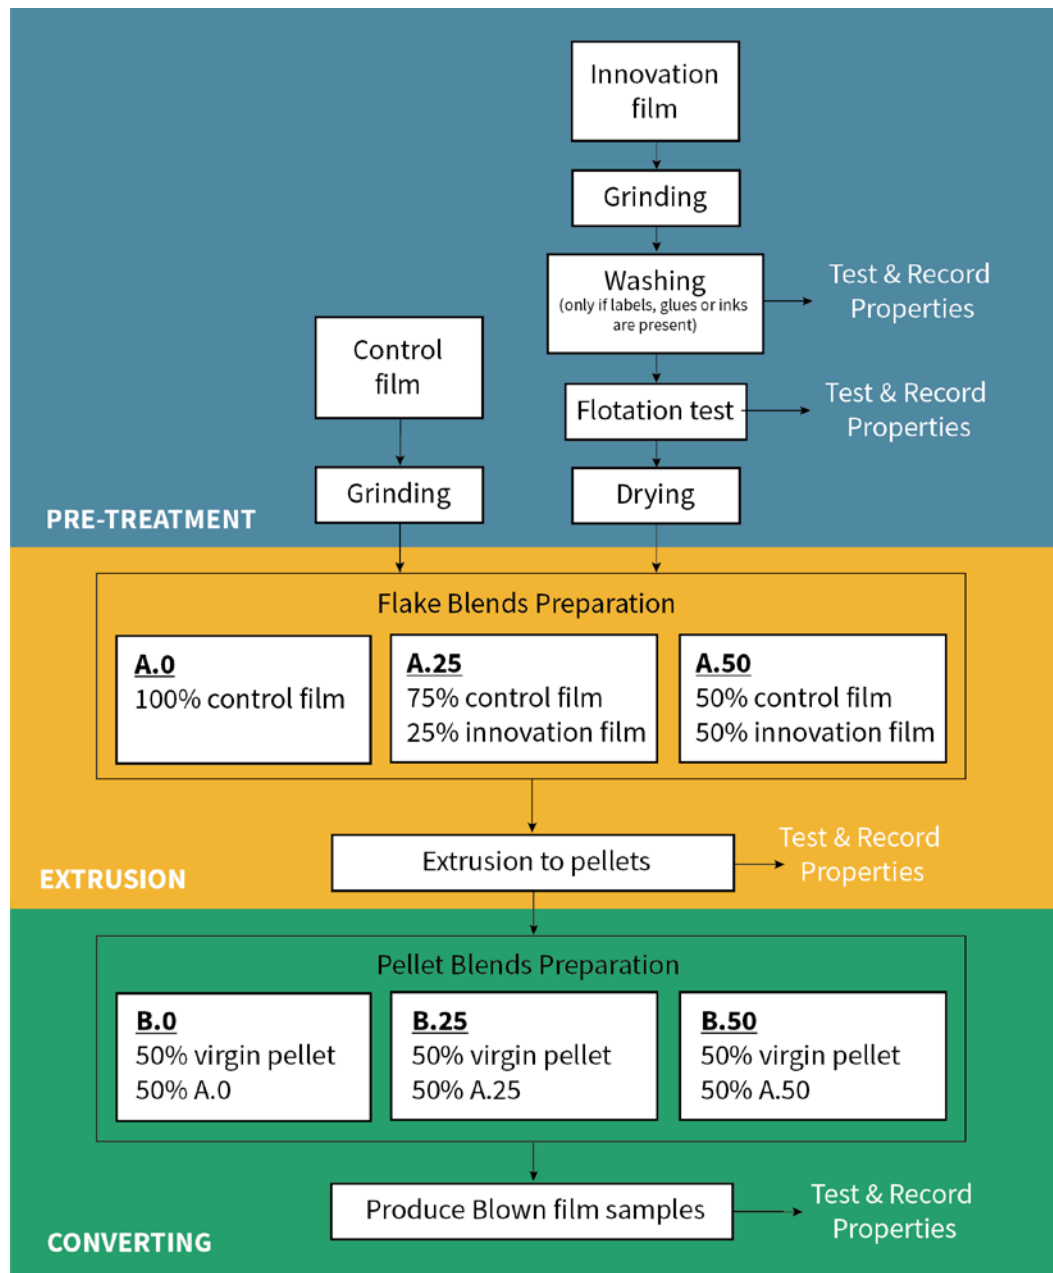 Innovation
film
Grinding
Washing
(only if labels, glues or inks
are present)
Test & Record
Properties
Control
film
Flotation test
Test & Record
Properties
Grinding
Drying
PRE-TREATMENT
Flake Blends Preparation
A.0
100% control film
A.25
75% control film
25% innovation film
A.50
50% control film
50% innovation film
Extrusion to pellets
Test & Record
Properties
EXTRUSION
Pellet Blends Preparation
B.0
50% virgin pellet
50% A.0
B.25
50% virgin pellet
50% A.25
B.50
50% virgin pellet
50% A.50
Produce Blown film samples
Test & Record
Properties
CONVERTING